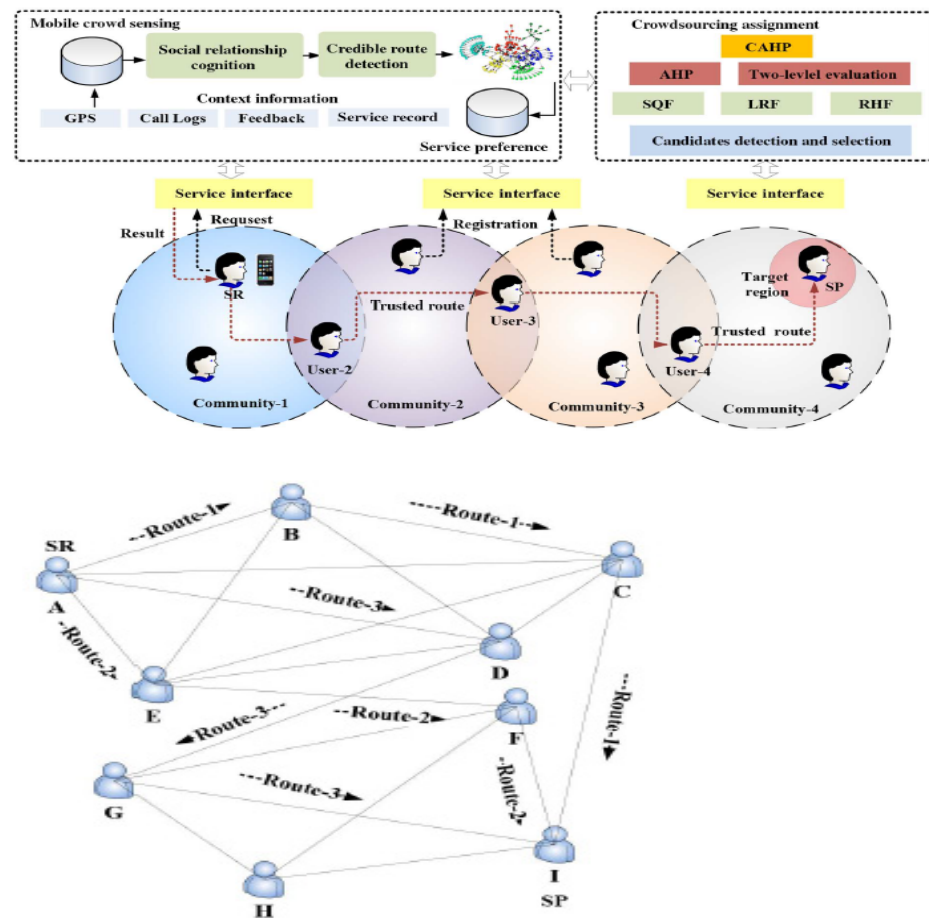 Mobile crowd sensing
Social relationship
cognition
Credible route
detection
Context information
GPS
Call Logs
Feedback
Service record
Service preference
Crowdsourcing assignment
CAHP
AHP
Two-levlel evaluation
SQF
LRF
RHF
Candidates detection and selection
Service interface
Service interface
Service interface
Result
Requsest
Registration
SR
Trusted route
User-2
User-3
User-4
Target
region
SP
Trusted route
Community-1
Community-2
Community-3
Community-4
---Route-1
----Route-1--
B
SR
A
C
--Route-3
--Route-2
D
E
Route-3---
--Route-2
F
---Route-1
G
---Route-3
--Route-2
H
I
SP